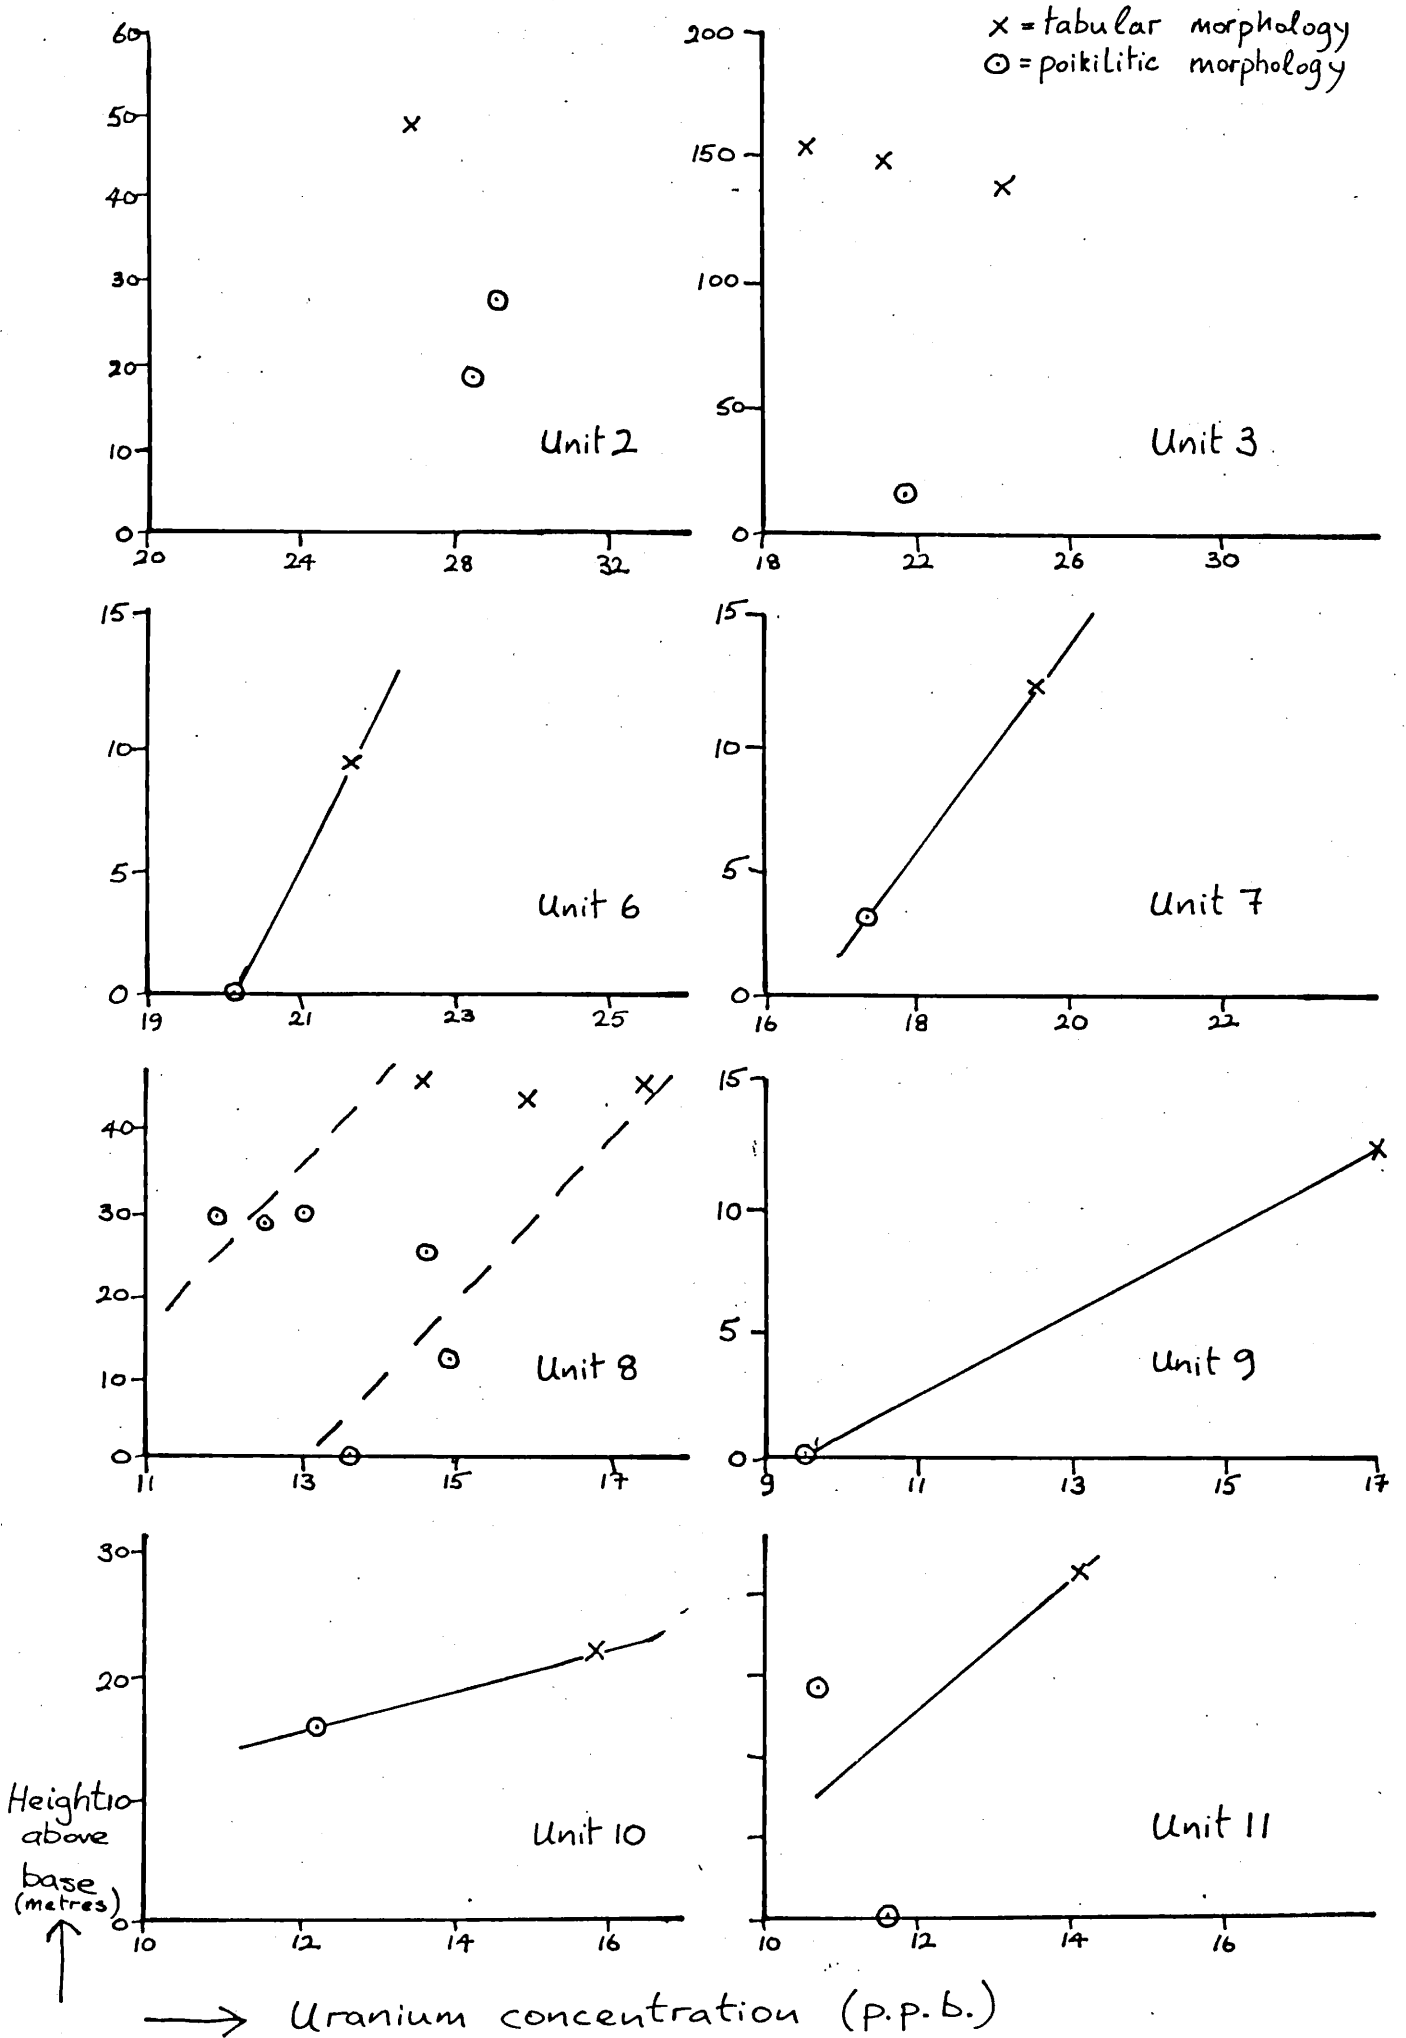 x = tabular morphology
⊙ = poikilitic morphology
60
50
40
30
20
10
0
20 24 28 32
Unit 2
200
150
100
50
0
18 22 26 30
Unit 3
15
10
5
0
19 21 23 25
Unit 6
15
10
5
0
16 18 20 22
Unit 7
40
30
20
10
0
11 13 15 17
Unit 8
15
10
5
0
9 11 13 15 17
Unit 9
30
20
10
0
10 12 14 16
Unit 10
10 12 14 16
Unit 11
Height
above
base
(metres)
Uranium concentration (p.p.b.)